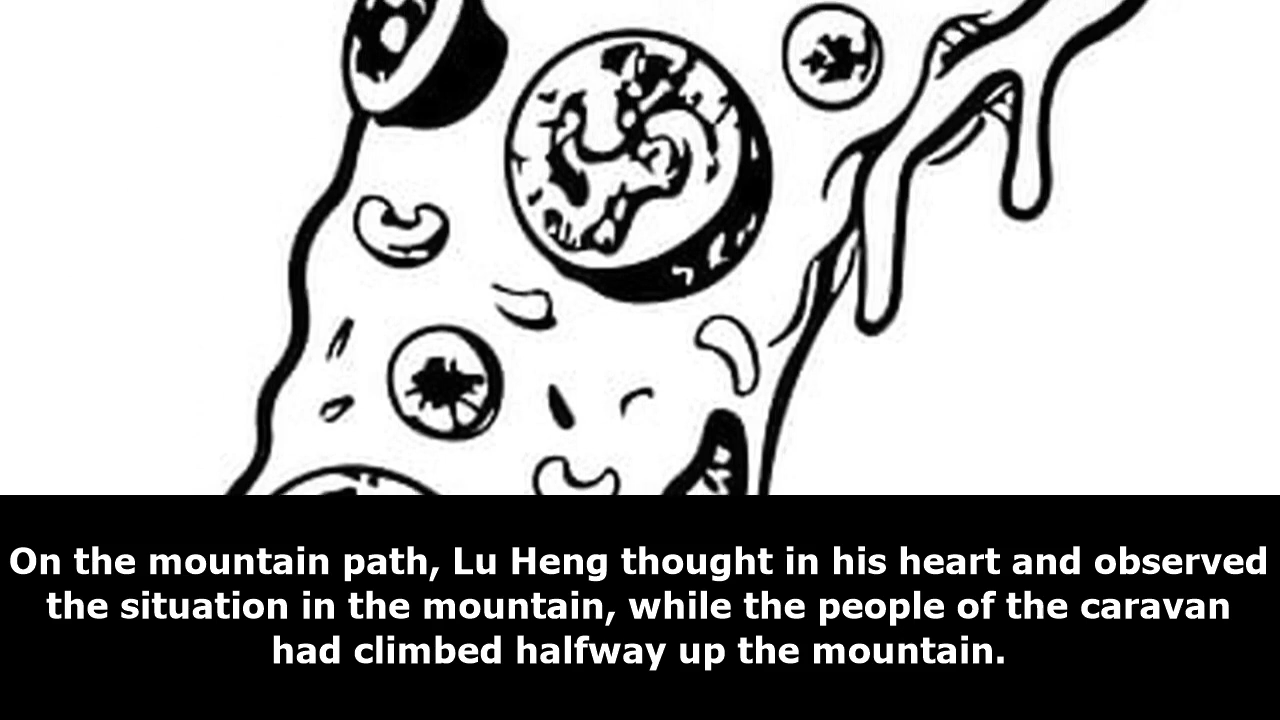 On the mountain path, Lu Heng thought in his heart and observed
the situation in the mountain, while the people of the caravan
had climbed halfway up the mountain.